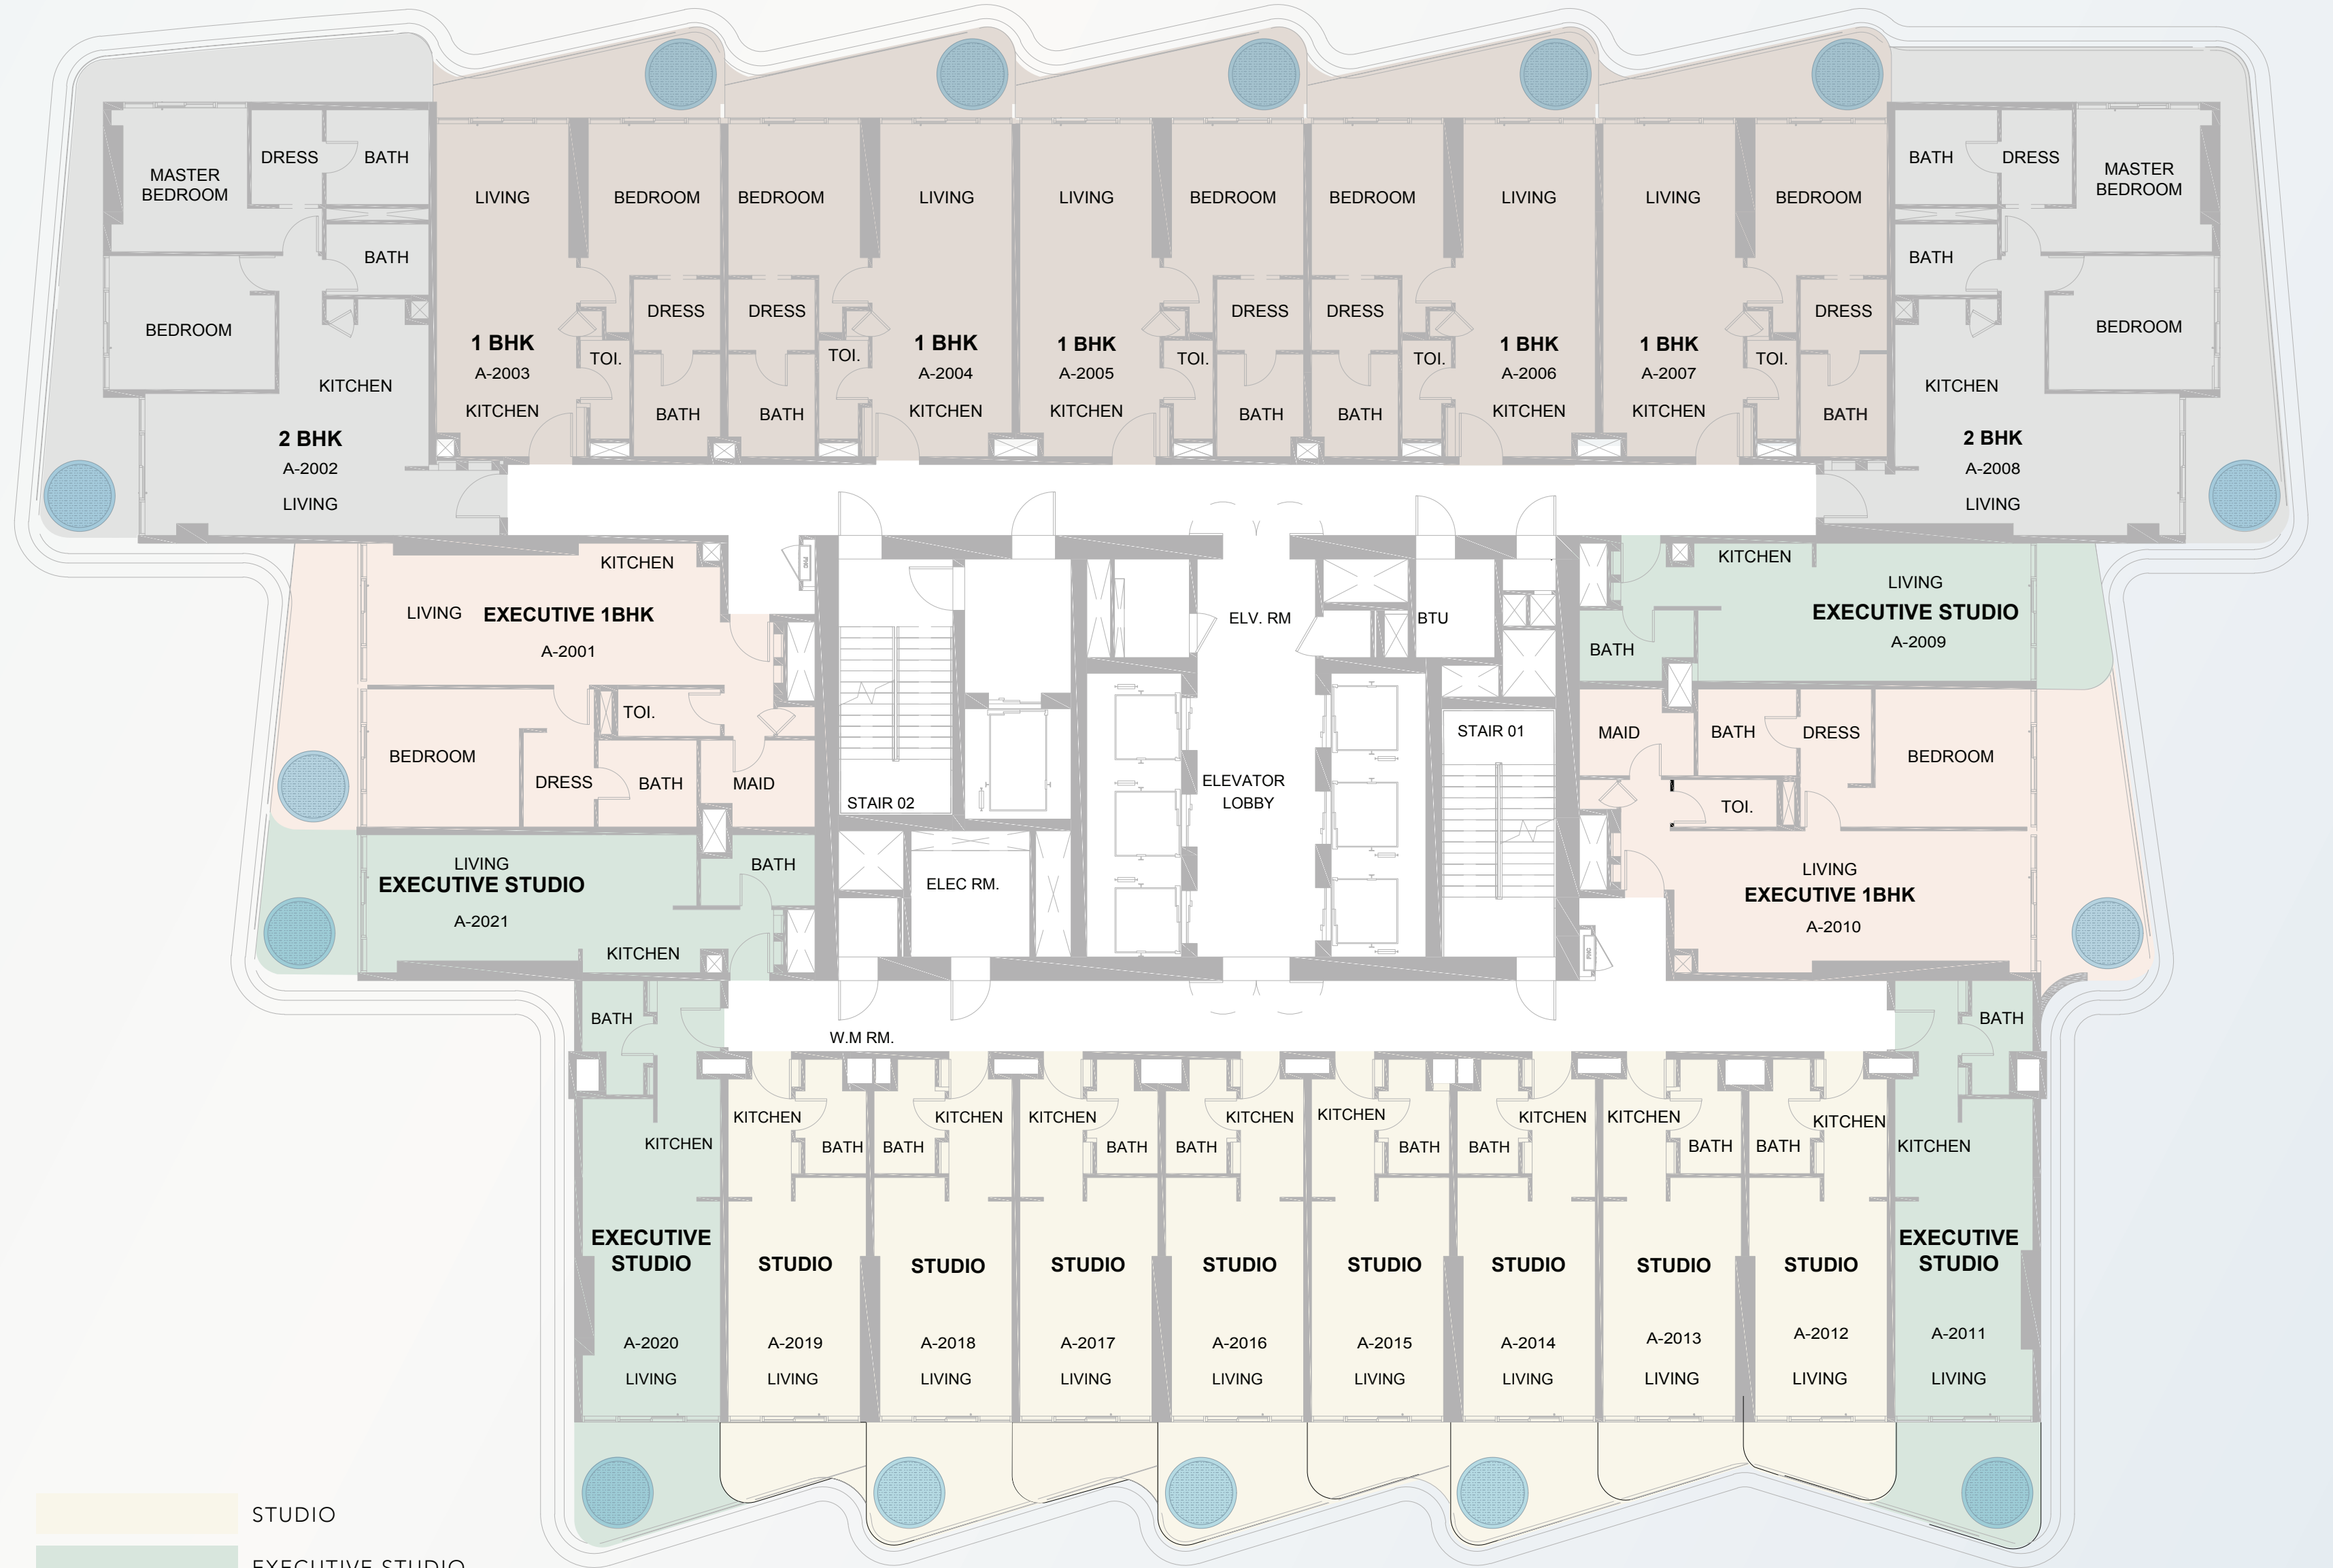 MASTER
BEDROOM
DRESS
BATH
BATH
BEDROOM
KITCHEN
2 BHK
A-2002
LIVING
LIVING
BEDROOM
DRESS
1 BHK
A-2003
KITCHEN
TOI.
BATH
BEDROOM
LIVING
DRESS
TOI.
BATH
1 BHK
A-2004
KITCHEN
LIVING
BEDROOM
1 BHK
A-2005
KITCHEN
TOI.
DRESS
BATH
BEDROOM
LIVING
DRESS
TOI.
BATH
1 BHK
A-2006
KITCHEN
LIVING
BEDROOM
1 BHK
A-2007
KITCHEN
TOI.
DRESS
BATH
BATH
DRESS
MASTER
BEDROOM
BATH
BEDROOM
KITCHEN
2 BHK
A-2008
LIVING
KITCHEN
LIVING
EXECUTIVE 1BHK
A-2001
TOI.
BEDROOM
DRESS
BATH
MAID
LIVING
EXECUTIVE STUDIO
A-2021
BATH
KITCHEN
STAIR 02
ELEC RM.
ELV. RM
BTU
ELEVATOR
LOBBY
STAIR 01
W.M RM.
KITCHEN
LIVING
EXECUTIVE STUDIO
A-2009
BATH
MAID
BATH
DRESS
BEDROOM
TOI.
LIVING
EXECUTIVE 1BHK
A-2010
BATH
KITCHEN
EXECUTIVE
STUDIO
A-2020
LIVING
KITCHEN
BATH
STUDIO
A-2019
LIVING
KITCHEN
BATH
STUDIO
A-2018
LIVING
KITCHEN
BATH
STUDIO
A-2017
LIVING
KITCHEN
BATH
STUDIO
A-2016
LIVING
KITCHEN
BATH
STUDIO
A-2015
LIVING
KITCHEN
BATH
STUDIO
A-2014
LIVING
KITCHEN
BATH
STUDIO
A-2013
LIVING
KITCHEN
BATH
STUDIO
A-2012
LIVING
BATH
KITCHEN
EXECUTIVE
STUDIO
A-2011
LIVING
STUDIO
EXECUTIVE STUDIO